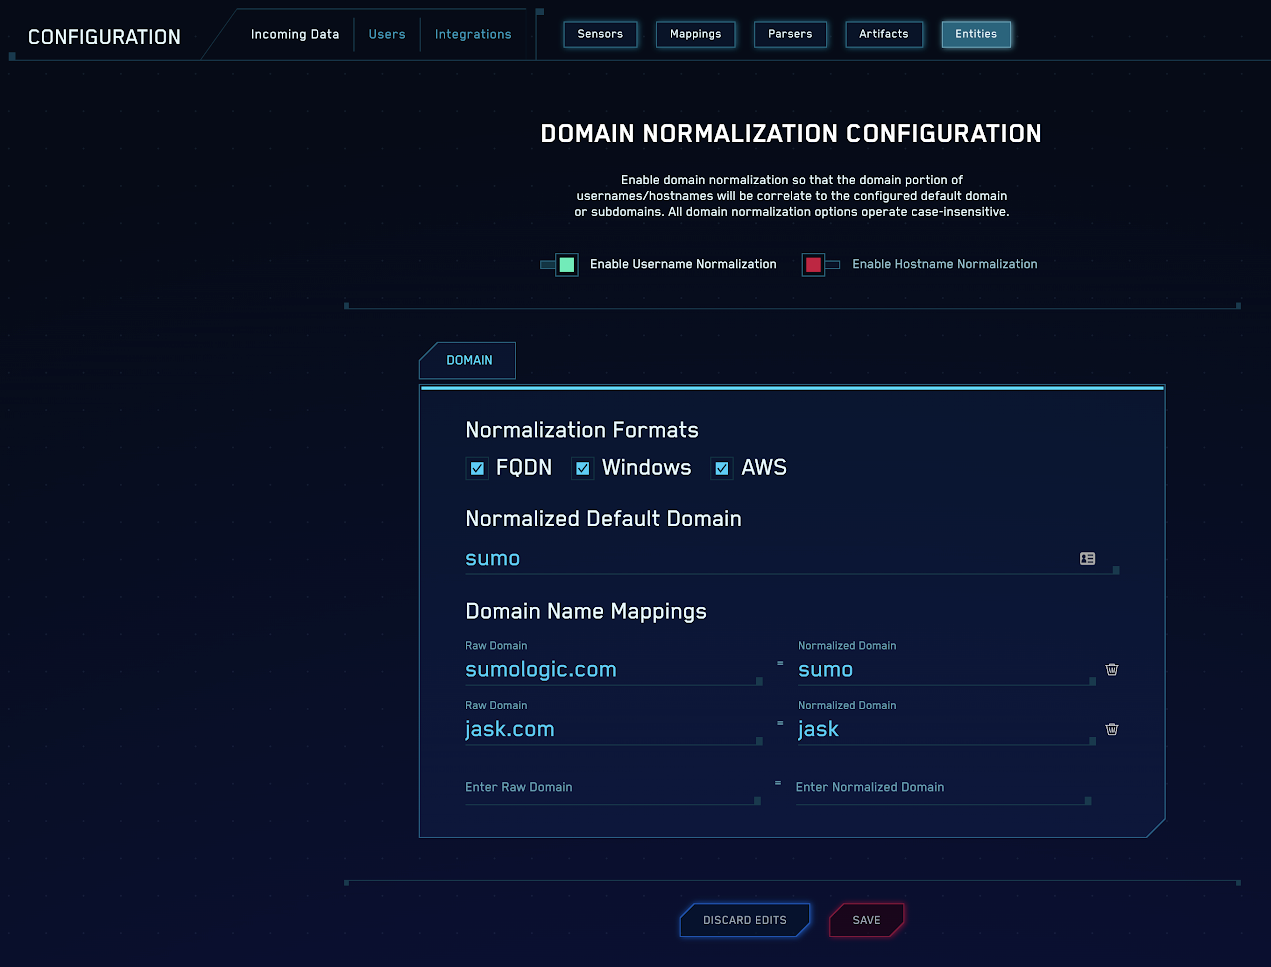 CONFIGURATION
Incoming Data
Users
Integrations
Sensors
Mappings
Parsers
Artifacts
Entities
DOMAIN NORMALIZATION CONFIGURATION
Enable domain normalization so that the domain portion of
usernames/hostnames will be correlate to the configured default domain
or subdomains. All domain normalization options operate case-insensitive.
Enable Username Normalization
Enable Hostname Normalization
DOMAIN
Normalization Formats
FQDN
Windows
AWS
Normalized Default Domain
sumo
Domain Name Mappings
Raw Domain
Normalized Domain
sumologic.com = sumo
Raw Domain
Normalized Domain
jask.com = jask
Enter Raw Domain = Enter Normalized Domain
DISCARD EDITS
SAVE